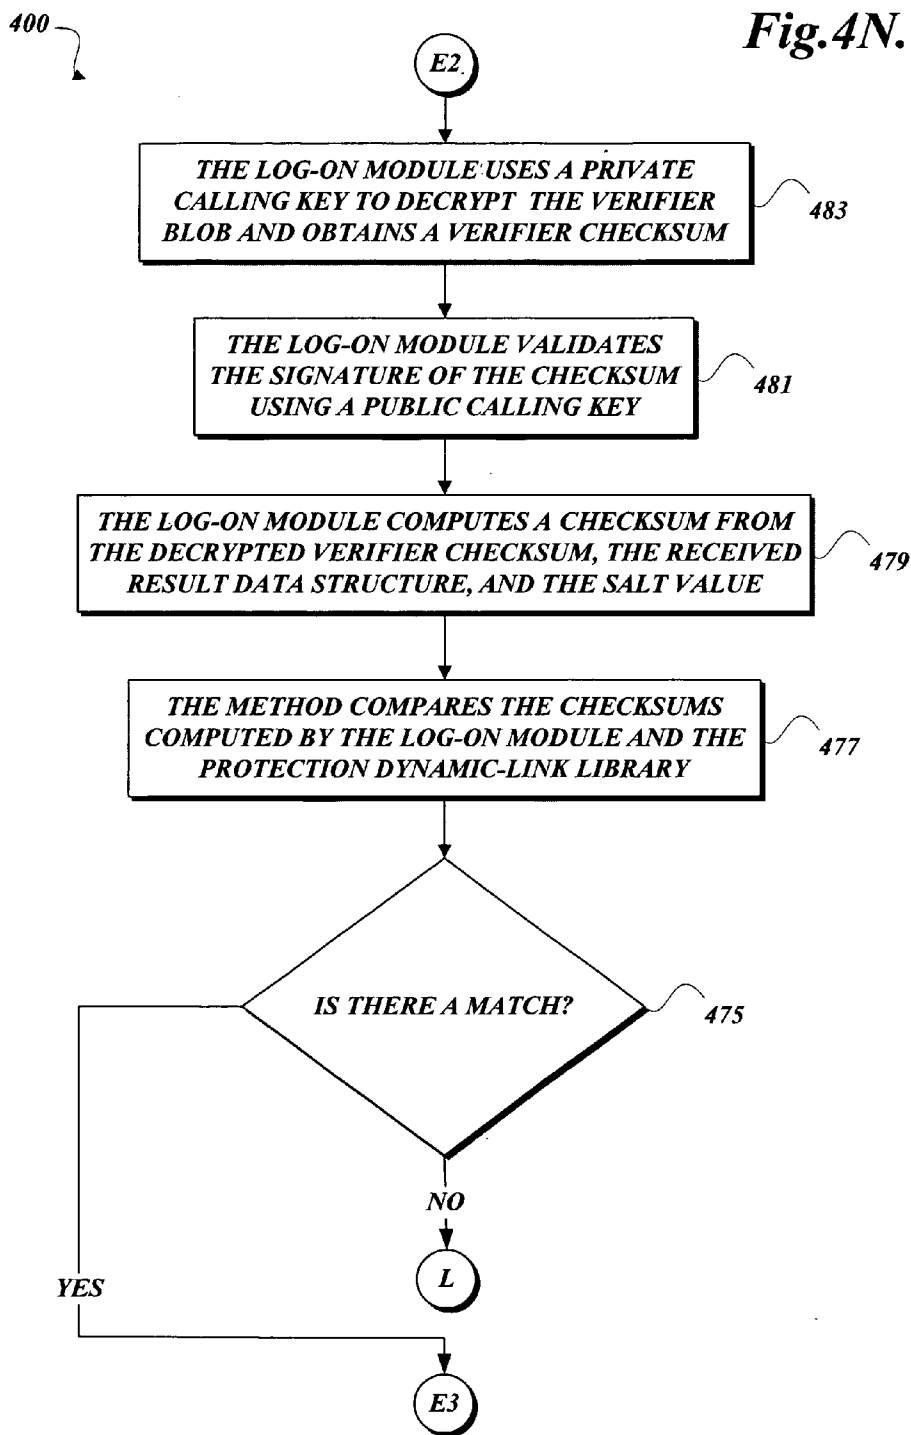 400
Fig.4N.
E2
THE LOG-ON MODULE USES A PRIVATE
CALLING KEY TO DECRYPT THE VERIFIER
BLOB AND OBTAINS A VERIFIER CHECKSUM
483
THE LOG-ON MODULE VALIDATES
THE SIGNATURE OF THE CHECKSUM
USING A PUBLIC CALLING KEY
481
THE LOG-ON MODULE COMPUTES A CHECKSUM FROM
THE DECRYPTED VERIFIER CHECKSUM, THE RECEIVED
RESULT DATA STRUCTURE, AND THE SALT VALUE
479
THE METHOD COMPARES THE CHECKSUMS
COMPUTED BY THE LOG-ON MODULE AND THE
PROTECTION DYNAMIC-LINK LIBRARY
477
IS THERE A MATCH?
475
NO
L
YES
E3